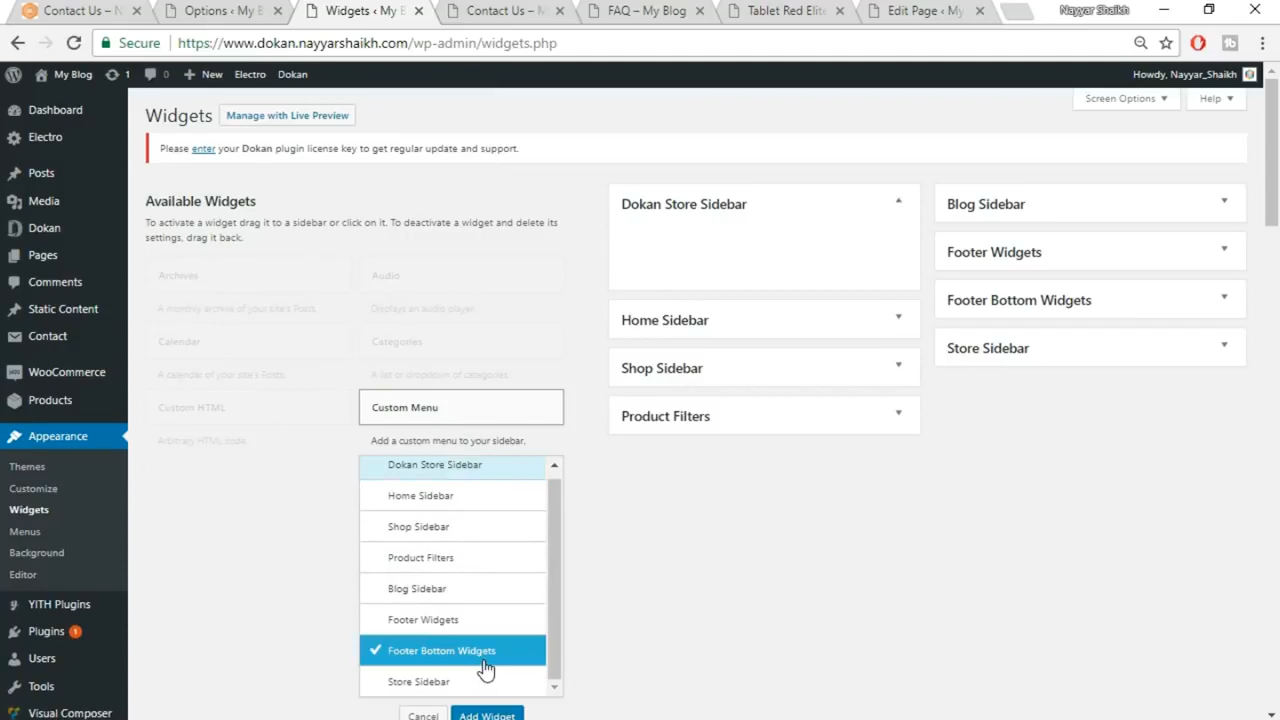 Contact Us – N
Options ‹ My B
Widgets ‹ My B
Contact Us – M
FAQ – My Blog
Tablet Red Elite
Edit Page ‹ My
Nayyar Shaikh
Secure
https://www.dokan.nayyarshaikh.com/wp-admin/widgets.php
My Blog
1
0
New
Electro
Dokan
Howdy, Nayyar_Shaikh
Dashboard
Electro
Posts
Media
Dokan
Pages
Comments
Static Content
Contact
WooCommerce
Products
Appearance
Themes
Customize
Widgets
Menus
Background
Editor
YITH Plugins
Plugins 1
Users
Tools
Visual Composer
Screen Options
Help
Widgets
Manage with Live Preview
Please enter your Dokan plugin license key to get regular update and support.
Available Widgets
To activate a widget drag it to a sidebar or click on it. To deactivate a widget and delete its
settings, drag it back.
Archives
Audio
A monthly archive of your site's Posts.
Displays an audio player.
Calendar
Categories
A calendar of your site's Posts.
A list or dropdown of categories.
Custom HTML
Custom Menu
Arbitrary HTML code.
Add a custom menu to your sidebar.
Dokan Store Sidebar
Home Sidebar
Shop Sidebar
Product Filters
Blog Sidebar
Footer Widgets
Footer Bottom Widgets
Store Sidebar
Cancel
Add Widget
Dokan Store Sidebar
Home Sidebar
Shop Sidebar
Product Filters
Blog Sidebar
Footer Widgets
Footer Bottom Widgets
Store Sidebar